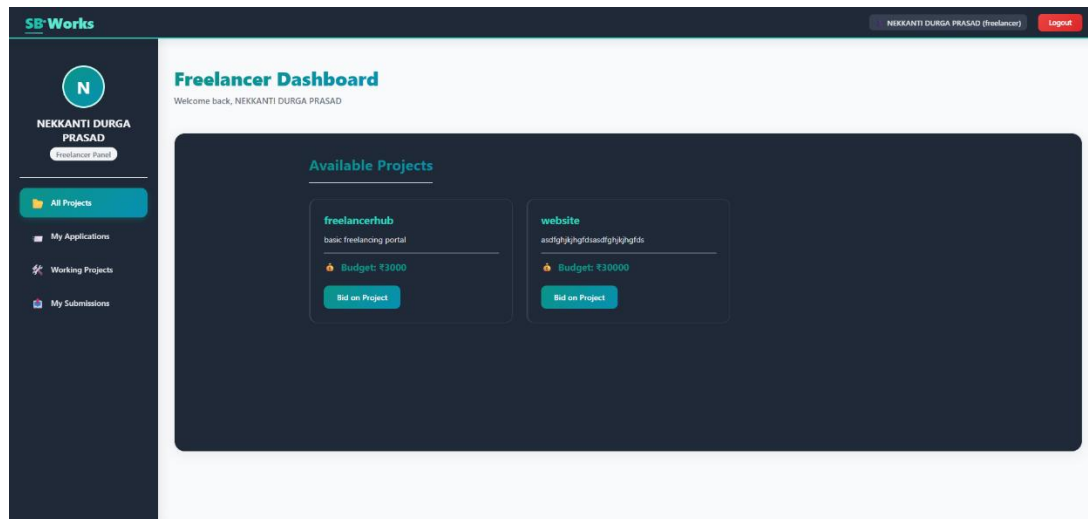 SB Works
NEKKANTI DURGA PRASAD (freelancer)
Logout
N
NEKKANTI DURGA
PRASAD
Freelancer Panel
All Projects
My Applications
Working Projects
My Submissions
Freelancer Dashboard
Welcome back, NEKKANTI DURGA PRASAD
Available Projects
freelancerhub
basic freelancing portal
Budget: ₹3000
Bid on Project
website
asdfghjkjhgfdsasdfghjkjhgfds
Budget: ₹30000
Bid on Project